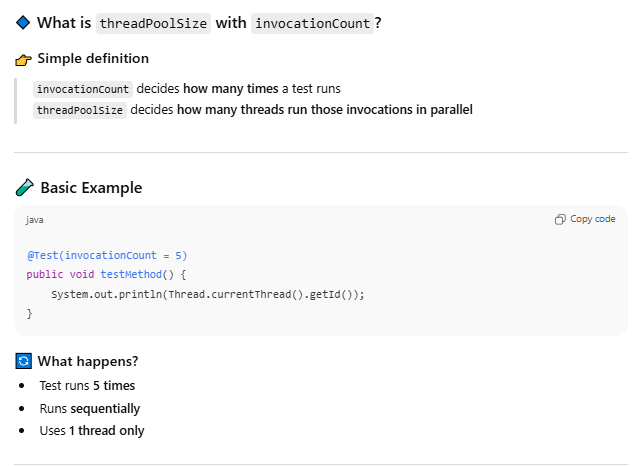 What is threadPoolSize with invocationCount?
Simple definition
invocationCount decides how many times a test runs
threadPoolSize decides how many threads run those invocations in parallel
Basic Example
java
Copy code
@Test(invocationCount = 5)
public void testMethod() {
    System.out.println(Thread.currentThread().getId());
}
What happens?
Test runs 5 times
Runs sequentially
Uses 1 thread only